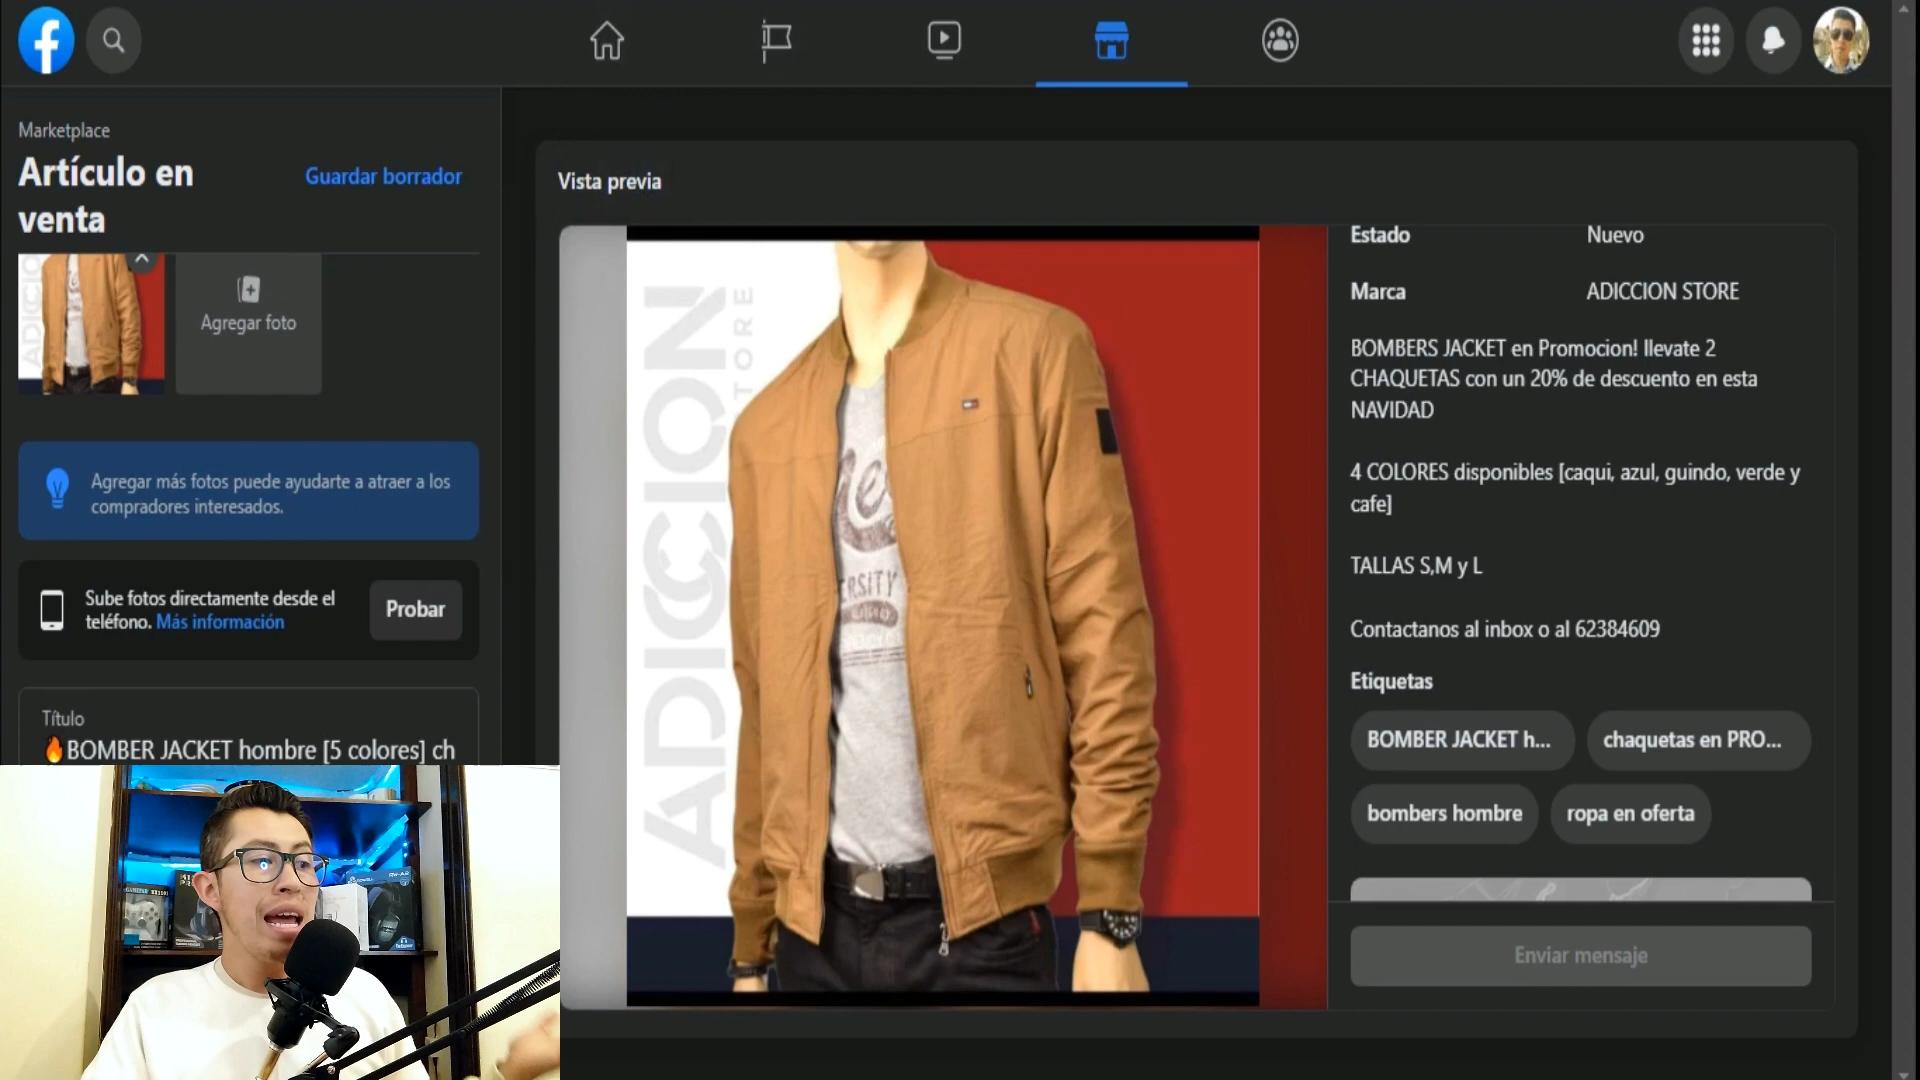 Marketplace
Artículo en
venta
Guardar borrador
Agregar foto
Agregar más fotos puede ayudarte a atraer a los
compradores interesados.
Sube fotos directamente desde el
teléfono. Más información
Probar
Título
🔥BOMBER JACKET hombre [5 colores] ch
Vista previa
ADICCION
STORE
Estado Nuevo
Marca ADICCION STORE
BOMBERS JACKET en Promocion! llevate 2
CHAQUETAS con un 20% de descuento en esta
NAVIDAD
4 COLORES disponibles [caqui, azul, guindo, verde y
cafe]
TALLAS S,M y L
Contactanos al inbox o al 62384609
Etiquetas
BOMBER JACKET h...
chaquetas en PRO...
bombers hombre
ropa en oferta
Enviar mensaje